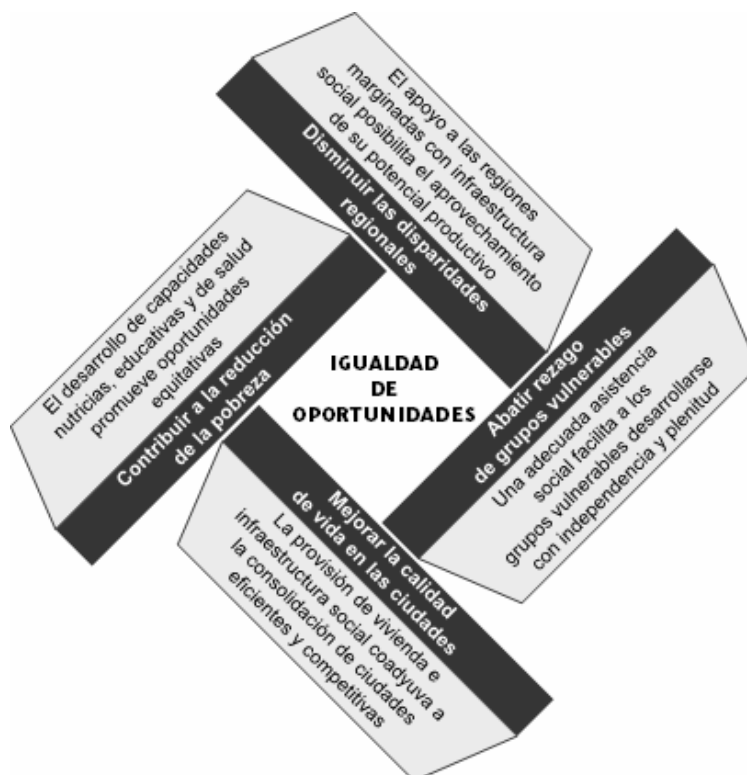 El apoyo a las regiones
marginadas con infraestructura
social posibilita el aprovechamiento
de su potencial productivo
Disminuir las disparidades
regionales
El desarrollo de capacidades
nutricias, educativas y de salud
promueve oportunidades
equitativas
Contribuir a la reducción
de la pobreza
IGUALDAD
DE
OPORTUNIDADES
Abatir rezago
de grupos vulnerables
Una adecuada asistencia
social facilita a los
grupos vulnerables desarrollarse
con independencia y plenitud
Mejorar la calidad
de vida en las ciudades
La provisión de vivienda e
infraestructura social coadyuva a
la consolidación de ciudades
eficientes y competitivas